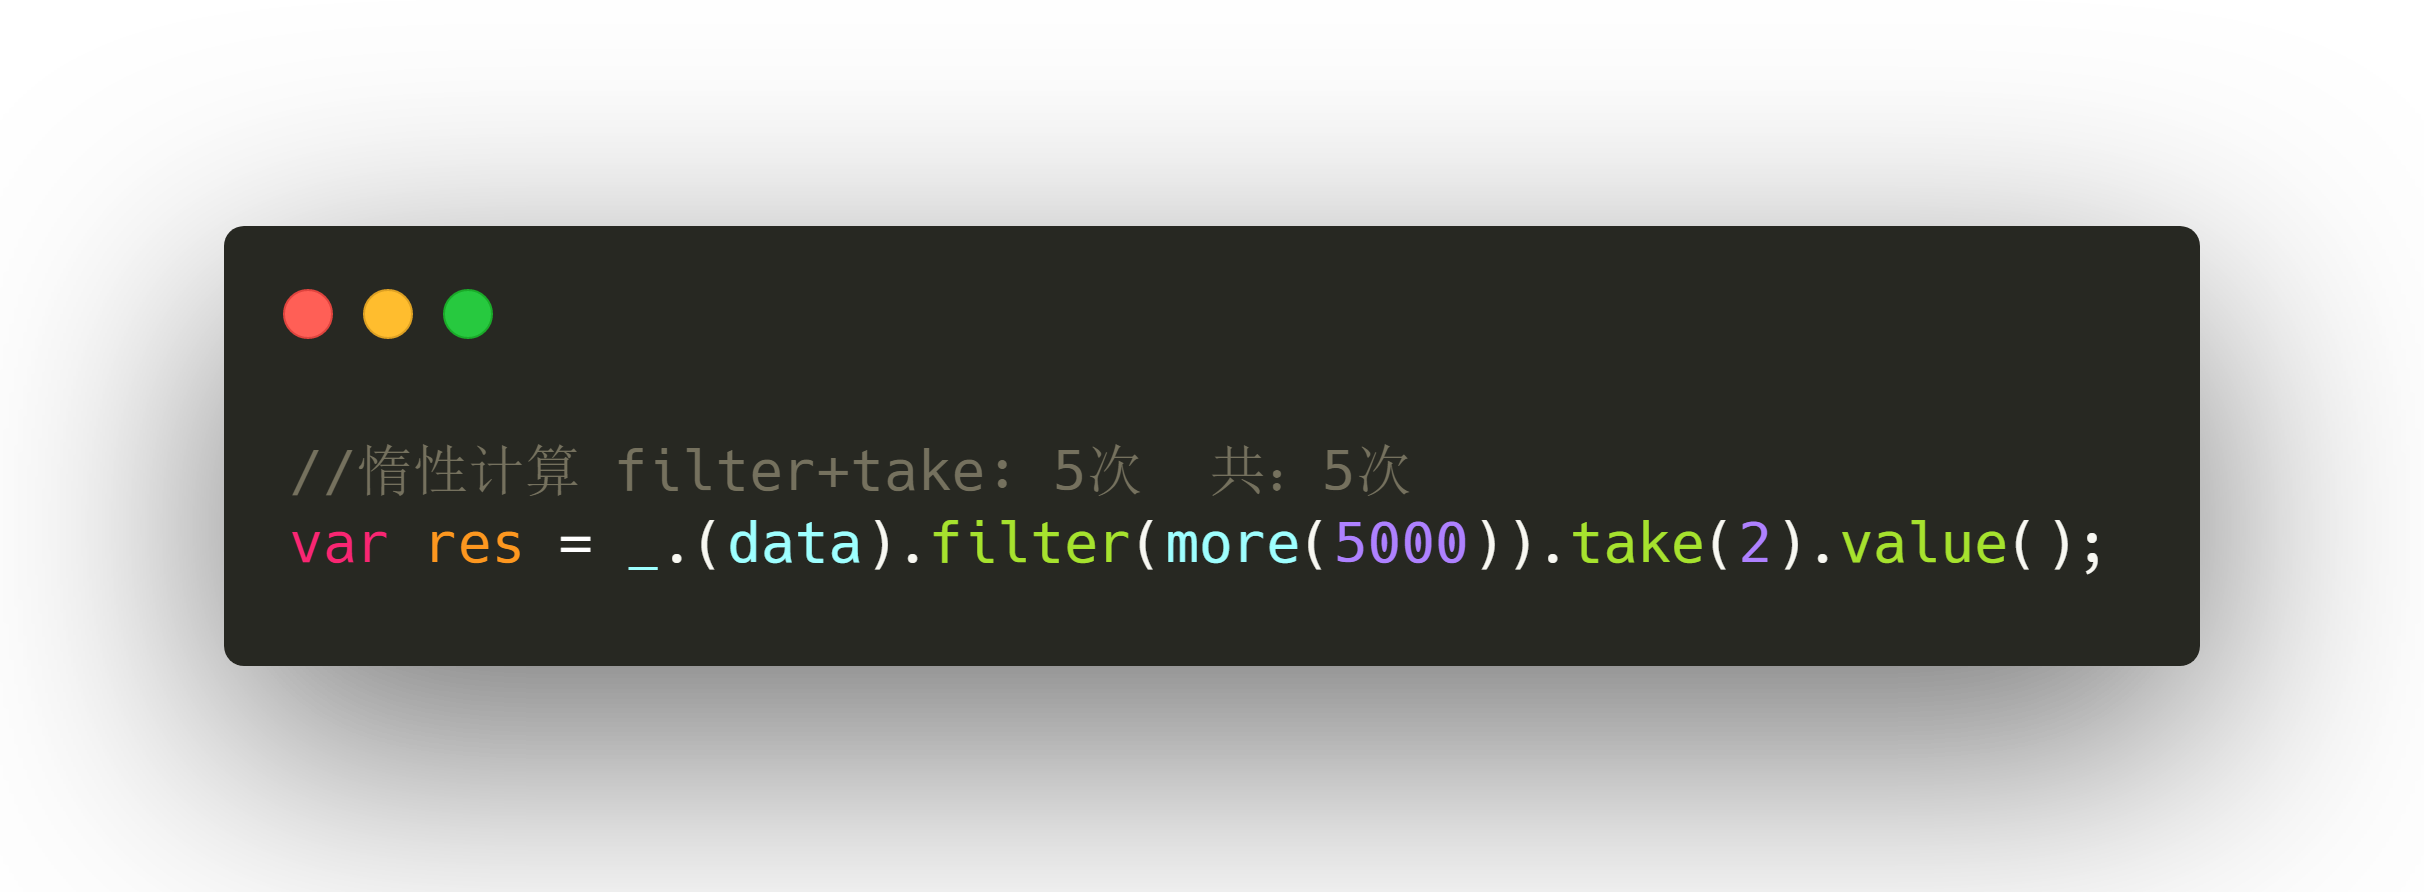 //惰性计算 filter+take: 5次  共：5次
var res = _.(data).filter(more(5000)).take(2).value();